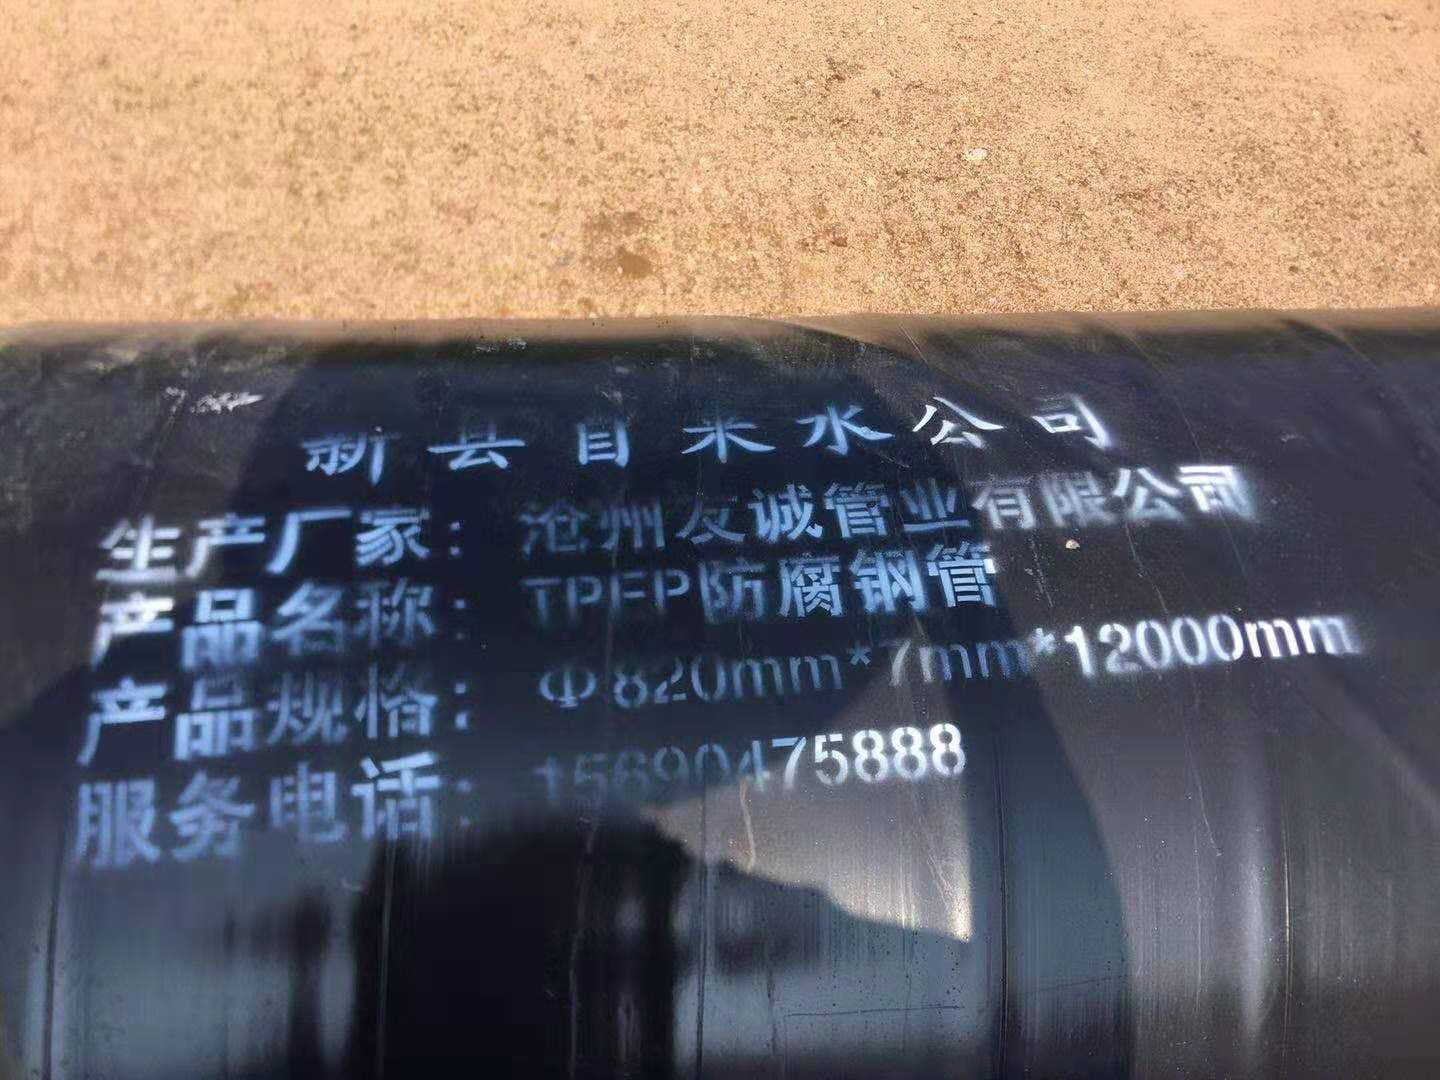 新县自来水公司
生产厂家：沧州友诚管业有限公司
产品名称：TPEP防腐钢管
产品规格：Φ820mm*7mm*12000mm
服务电话：15690475888